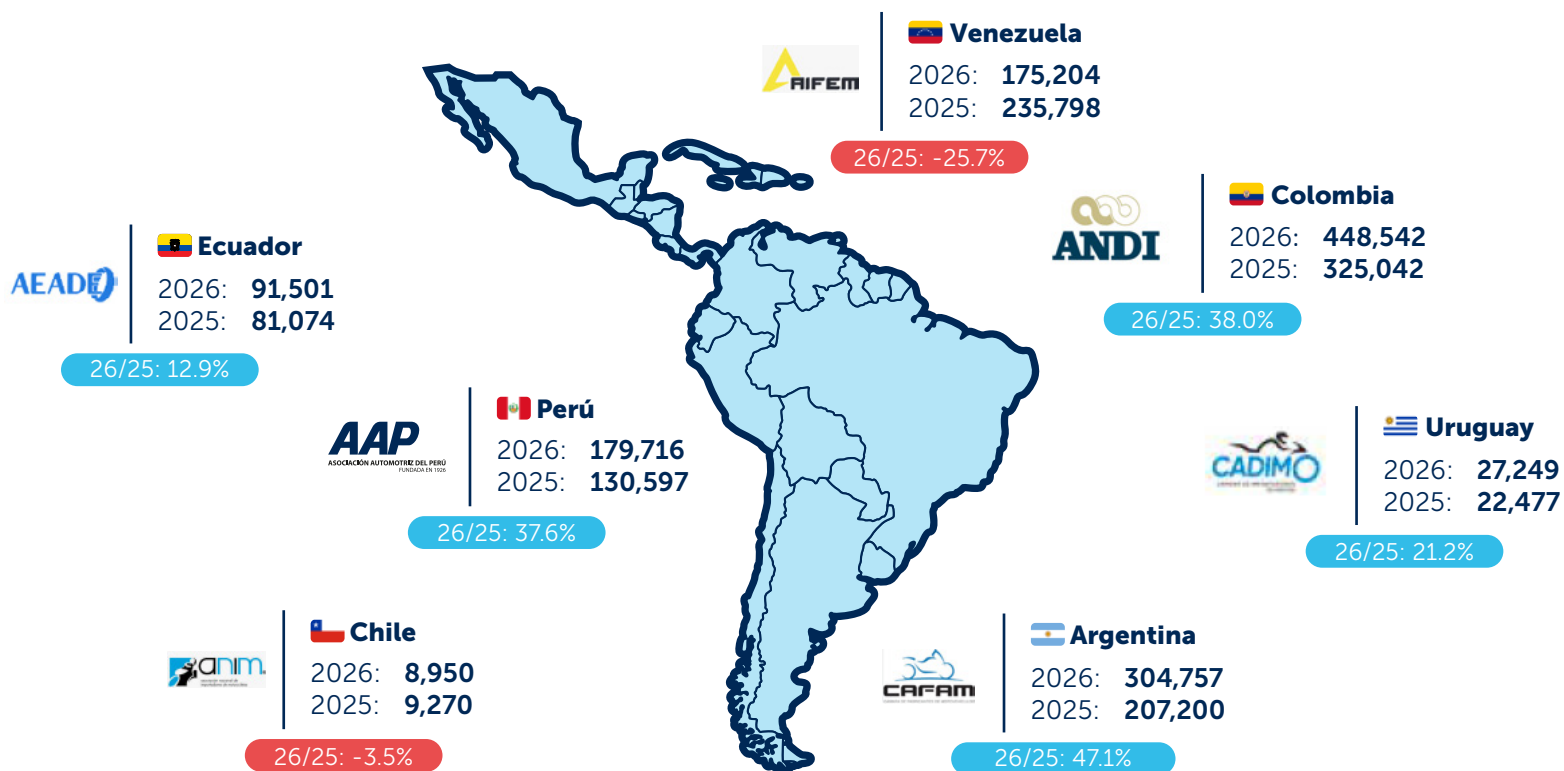 AIFEM
Venezuela
2026: 175,204
2025: 235,798
26/25: -25.7%
ANDI
Colombia
2026: 448,542
2025: 325,042
26/25: 38.0%
AEADE
Ecuador
2026: 91,501
2025: 81,074
26/25: 12.9%
AAP
ASOCIACIÓN AUTOMOTRIZ DEL PERÚ
FUNDADA EN 1926
Perú
2026: 179,716
2025: 130,597
26/25: 37.6%
CADIMO
Uruguay
2026: 27,249
2025: 22,477
26/25: 21.2%
anim.
Chile
2026: 8,950
2025: 9,270
26/25: -3.5%
CAFAM
Argentina
2026: 304,757
2025: 207,200
26/25: 47.1%